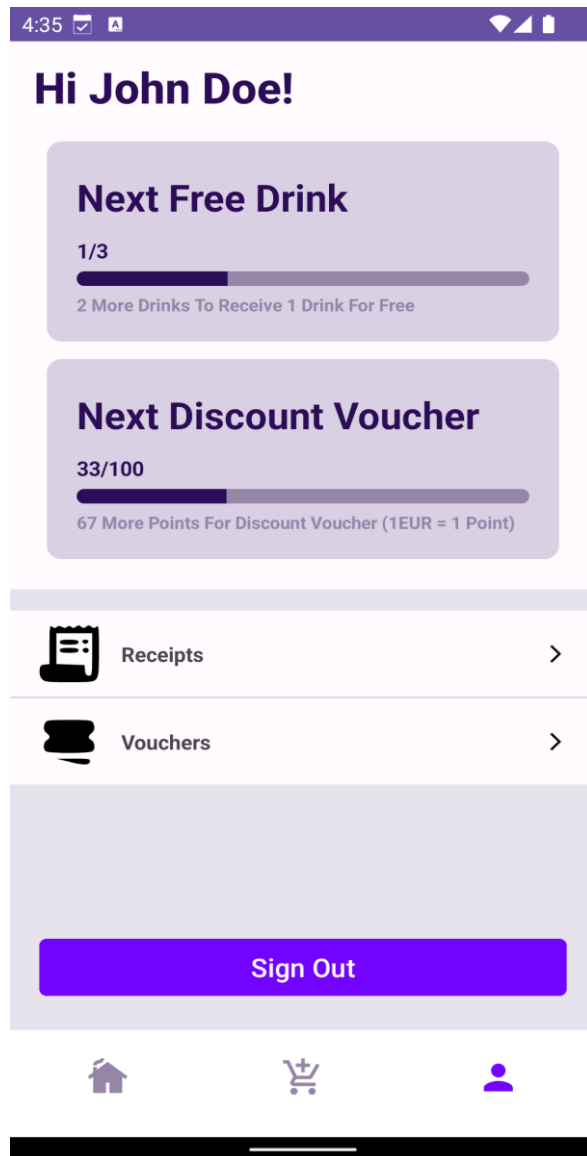 4:35
Hi John Doe!
Next Free Drink
1/3
2 More Drinks To Receive 1 Drink For Free
Next Discount Voucher
33/100
67 More Points For Discount Voucher (1EUR = 1 Point)
Receipts
Vouchers
Sign Out